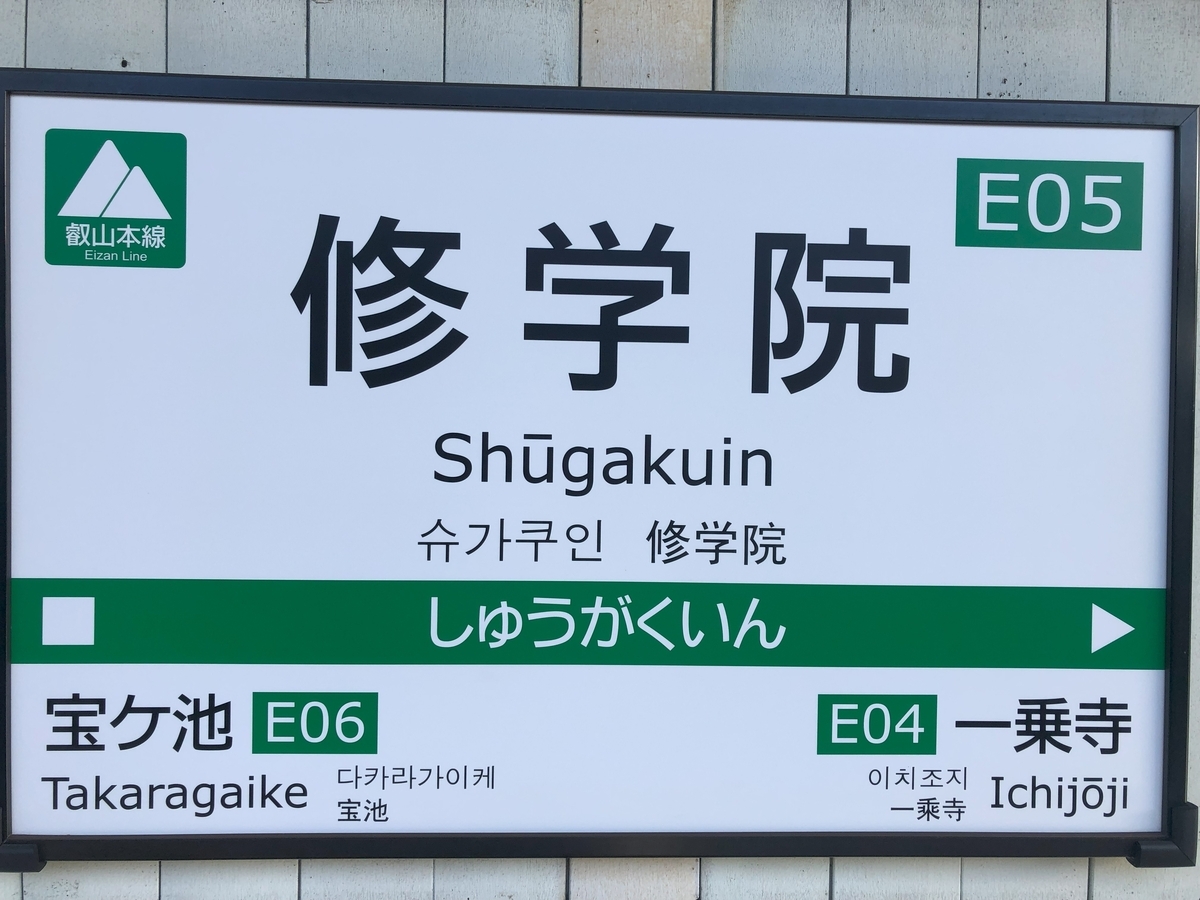 叡山本線
Eizan Line
E05
修学院
Shūgakuin
슈가쿠인 修学院
しゅうがくいん
宝ケ池 E06
Takaragaike
다카라가이케
宝池
E04 一乗寺
이치조지
一乗寺
Ichijōji